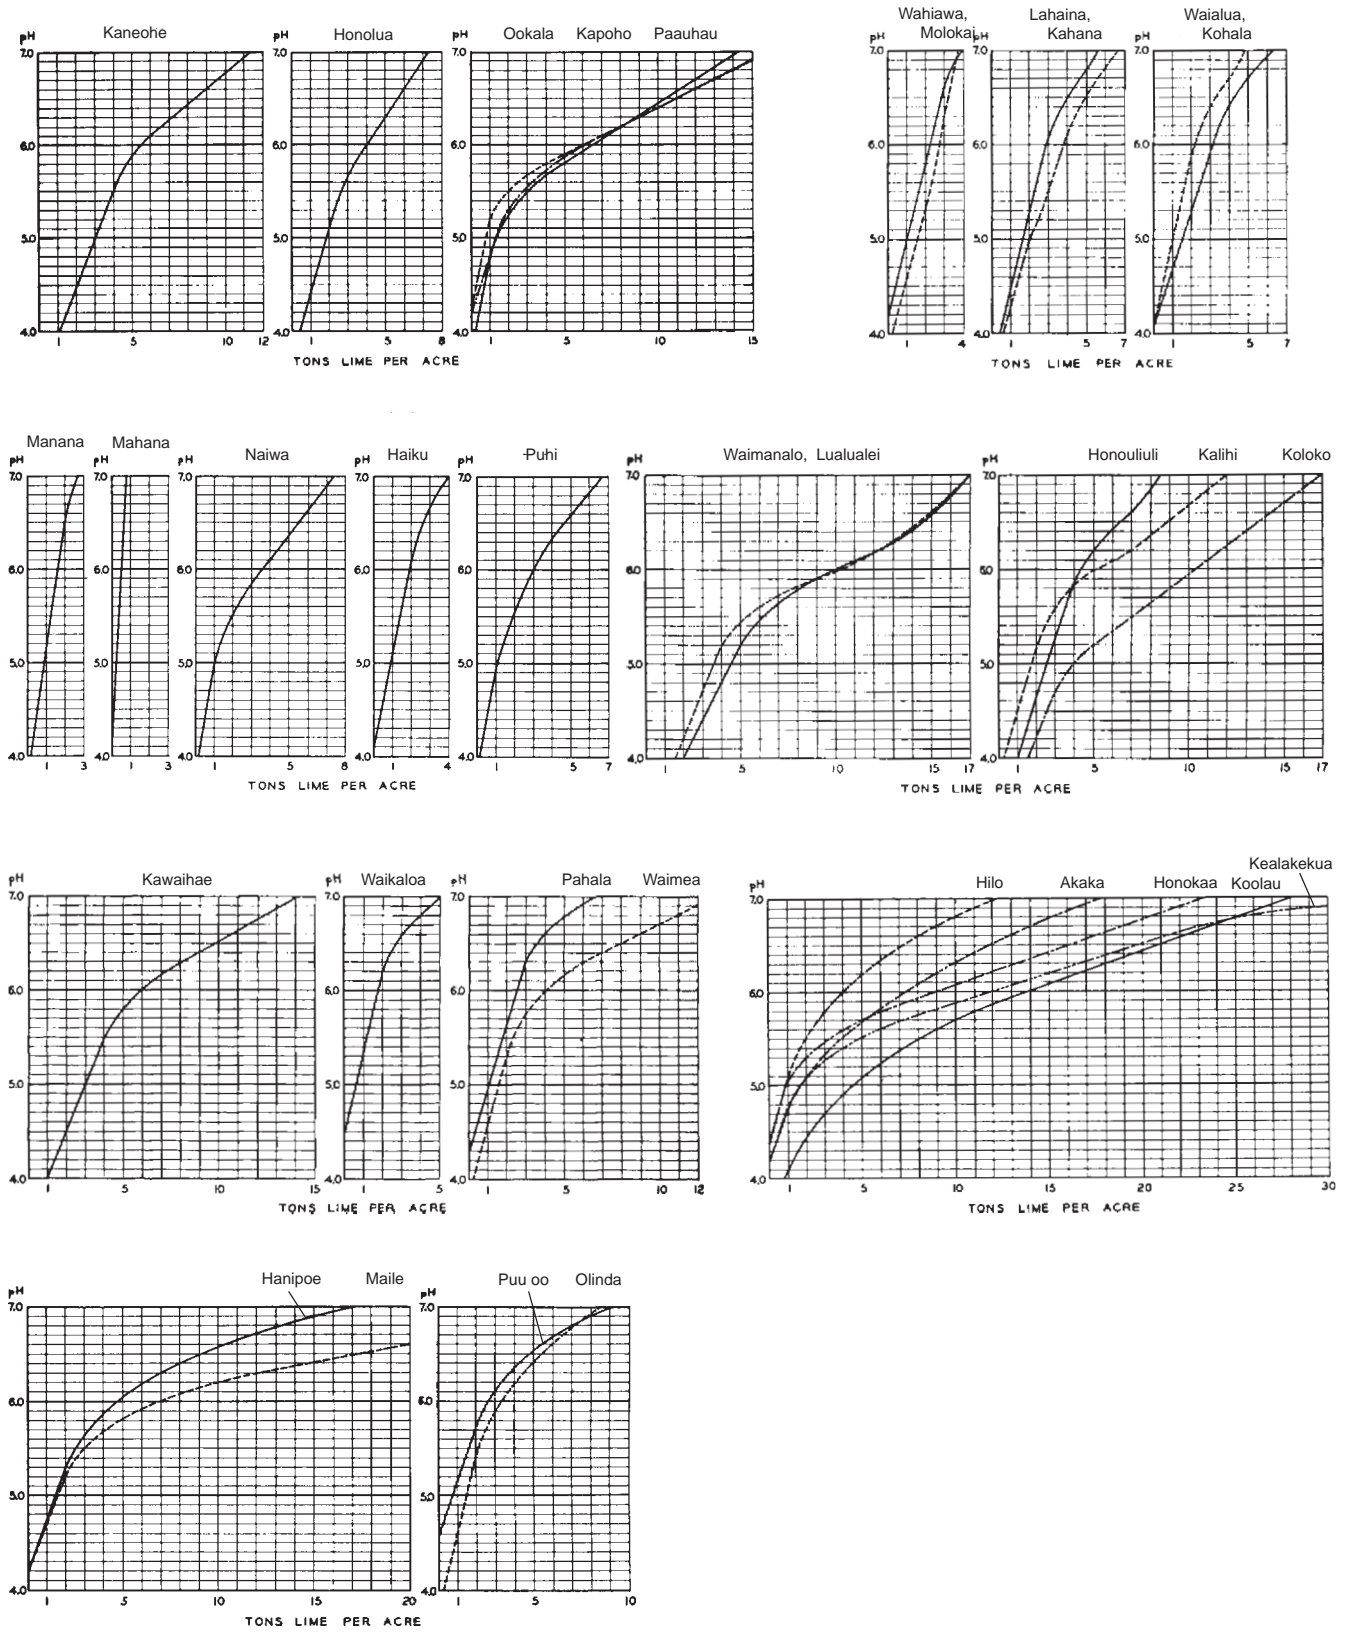 Kaneohe
Honolua
Ookala Kapoho Paauhau
Wahiawa,
Molokai
Lahaina,
Kahana
Waialua,
Kohala
pH pH pH pH pH pH
7.0 7.0 7.0 7.0 7.0 7.0
6.0 6.0 6.0 6.0 6.0 6.0
5.0 5.0 5.0 5.0 5.0 5.0
4.0 4.0 4.0 4.0 4.0 4.0
1 5 10 12 1 5 8 1 5 10 15 1 4 1 5 7 1 5 7
TONS LIME PER ACRE TONS LIME PER ACRE
Manana Mahana Naiwa Haiku Puhi Waimanalo, Lualualei Honouliuli Kalihi Koloko
pH pH pH pH pH pH pH
7.0 7.0 7.0 7.0 7.0 7.0 7.0
6.0 6.0 6.0 6.0 6.0 6.0 6.0
5.0 5.0 5.0 5.0 5.0 5.0 5.0
4.0 4.0 4.0 4.0 4.0 4.0 4.0
1 3 1 3 1 5 8 1 4 1 5 7 1 5 10 15 17 1 5 10 15 17
TONS LIME PER ACRE TONS LIME PER ACRE
Kealakekua
Kawaihae Waikaloa Pahala Waimea Hilo Akaka Honokaa Koolau
pH pH pH pH
7.0 7.0 7.0 7.0
6.0 6.0 6.0 6.0
5.0 5.0 5.0 5.0
4.0 4.0 4.0 4.0
1 5 10 15 1 5 1 5 10 12 1 5 10 15 20 25 30
TONS LIME PER ACRE TONS LIME PER ACRE
Hanipoe Maile Puu oo Olinda
pH pH
7.0 7.0
6.0 6.0
5.0 5.0
4.0 4.0
1 5 10 15 20 1 5 10
TONS LIME PER ACRE